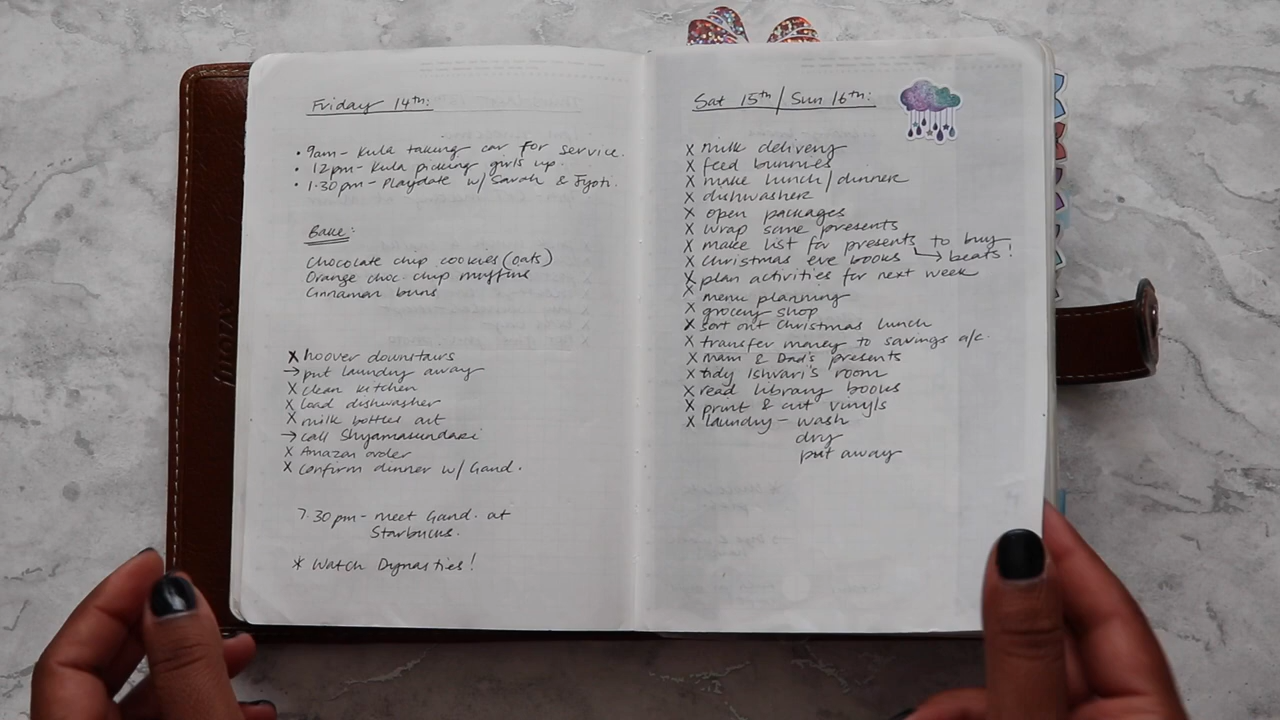 Friday 14th:
• 9am - Kula taking car for service.
• 12pm - Kula picking girls up.
• 1.30pm - Playdate w/ Sarah & Jyoti.
Bake:
Chocolate chip cookies (oats)
Orange choc. chip muffins
Cinnamon buns
X hoover downstairs
→ put laundry away
X clean kitchen
X load dishwasher
X milk bottles out
→ call Shyamasundari
X Amazon order
X confirm dinner w/ Gand.
7.30pm - meet Gand. at
Starbucks.
* Watch Dynasties!
Sat 15th / Sun 16th:
X milk delivery
X feed bunnies
X make lunch/dinner
X dishwasher
X open packages
X wrap some presents
X make list for presents to buy
X Christmas eve books → beats!
X plan activities for next week
X menu planning
X grocery shop
X sort out Christmas lunch
X transfer money to savings a/c.
X mam & Dad's presents
X tidy Ishvari's room
X read library books
X print & cut vinyls
X laundry - wash
dry
put away